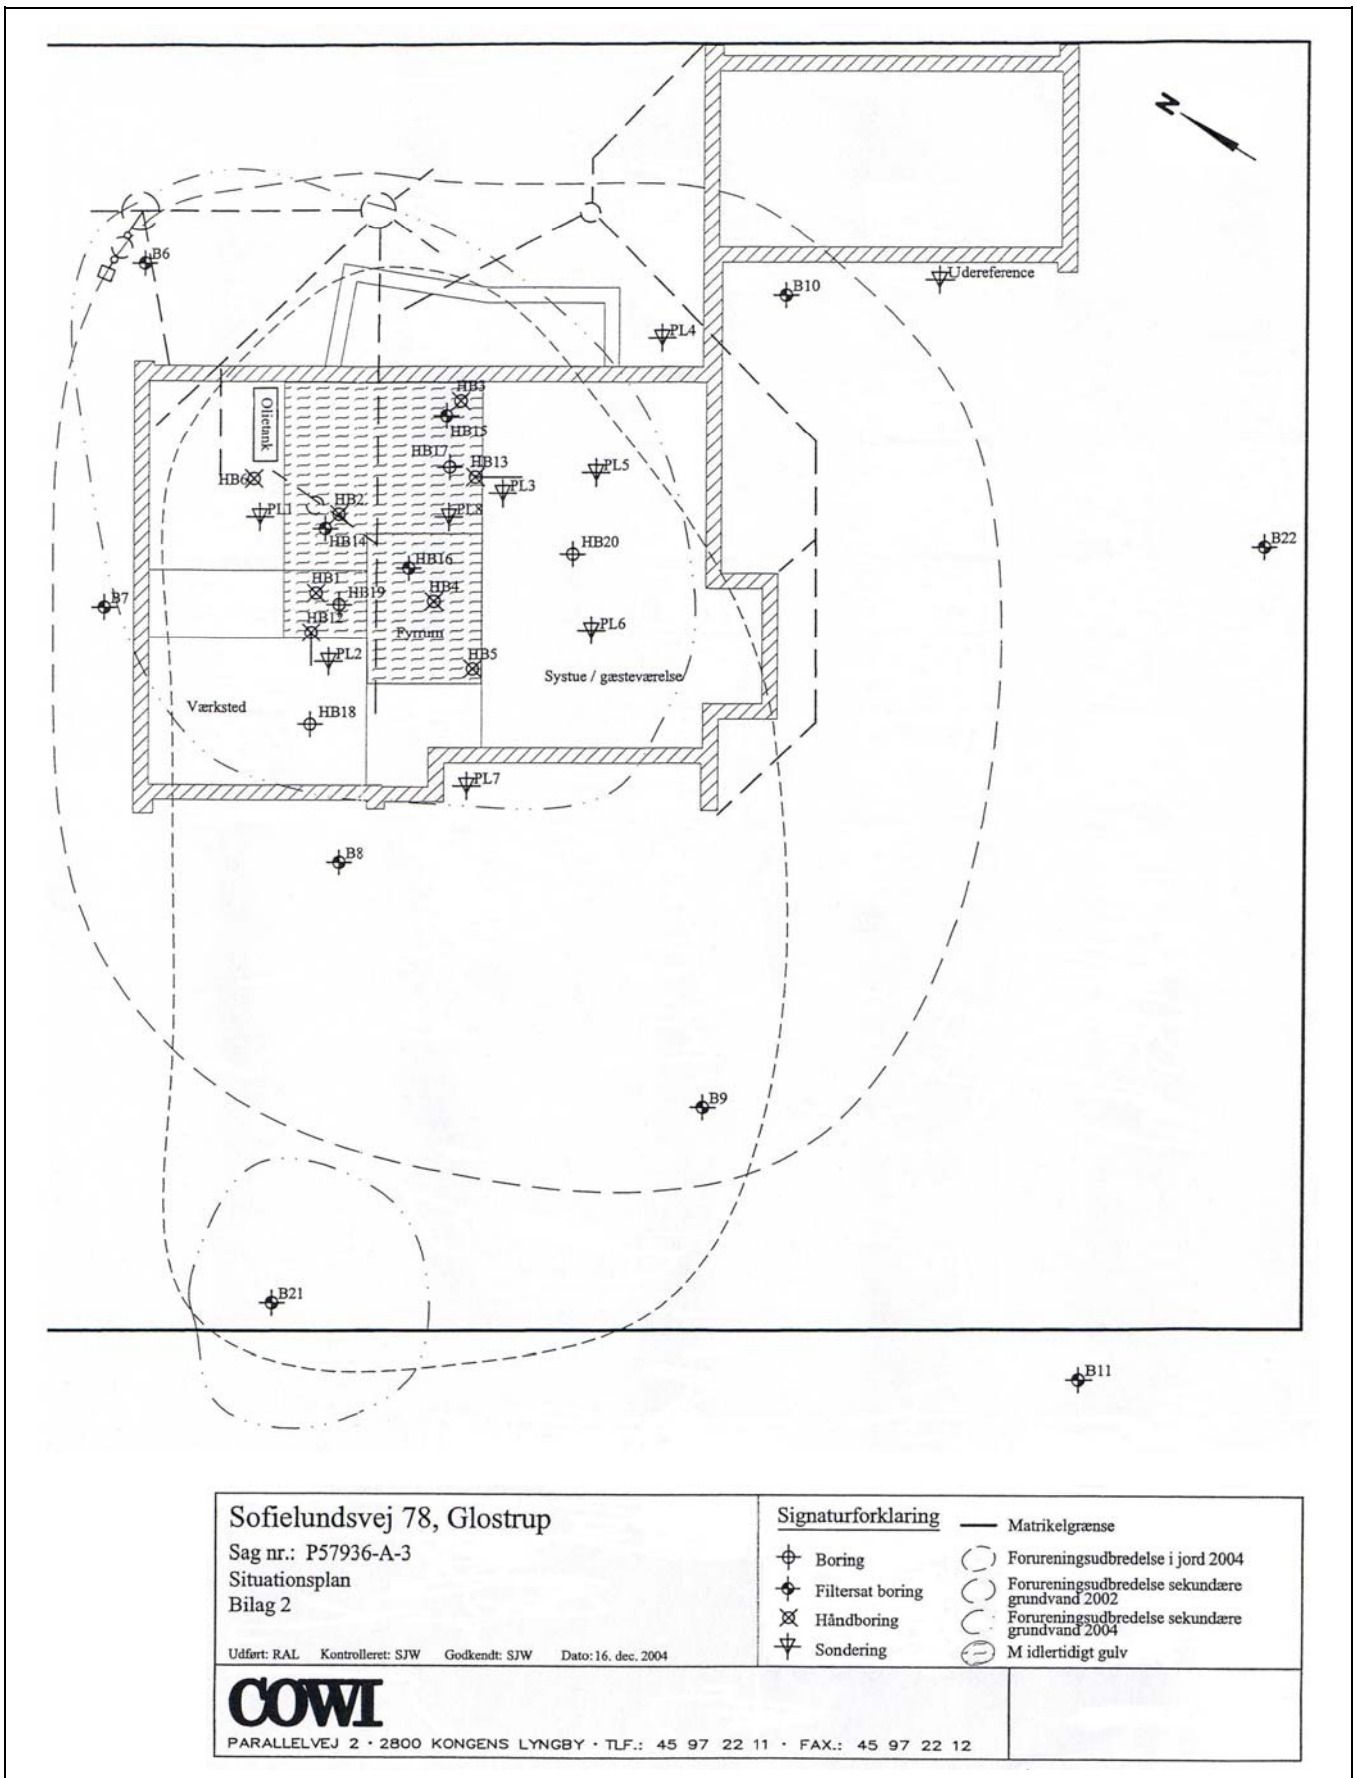 N
B6
B10
Udereference
PL4
HB3
HB15
Olietank
HB17
HB13
PL5
HB6
PL3
HB2
PL1
PL8
HB14
HB20
B22
HB16
HB1
HB4
HB19
B7
HB12
Fyrrum
PL6
PL2
HB5
Systue / gæsteværelse
Værksted
HB18
PL7
B8
B9
B21
B11
Sofielundsvej 78, Glostrup
Sag nr.: P57936-A-3
Situationsplan
Bilag 2
Udført: RAL Kontrolleret: SJW Godkendt: SJW Dato: 16. dec. 2004
Signaturforklaring
Boring
Filtersat boring
Håndboring
Sondering
Matrikelgrænse
Forureningsudbredelse i jord 2004
Forureningsudbredelse sekundære
grundvand 2002
Forureningsudbredelse sekundære
grundvand 2004
M idlertidigt gulv
COWI
PARALLELVEJ 2 · 2800 KONGENS LYNGBY · TLF.: 45 97 22 11 · FAX.: 45 97 22 12